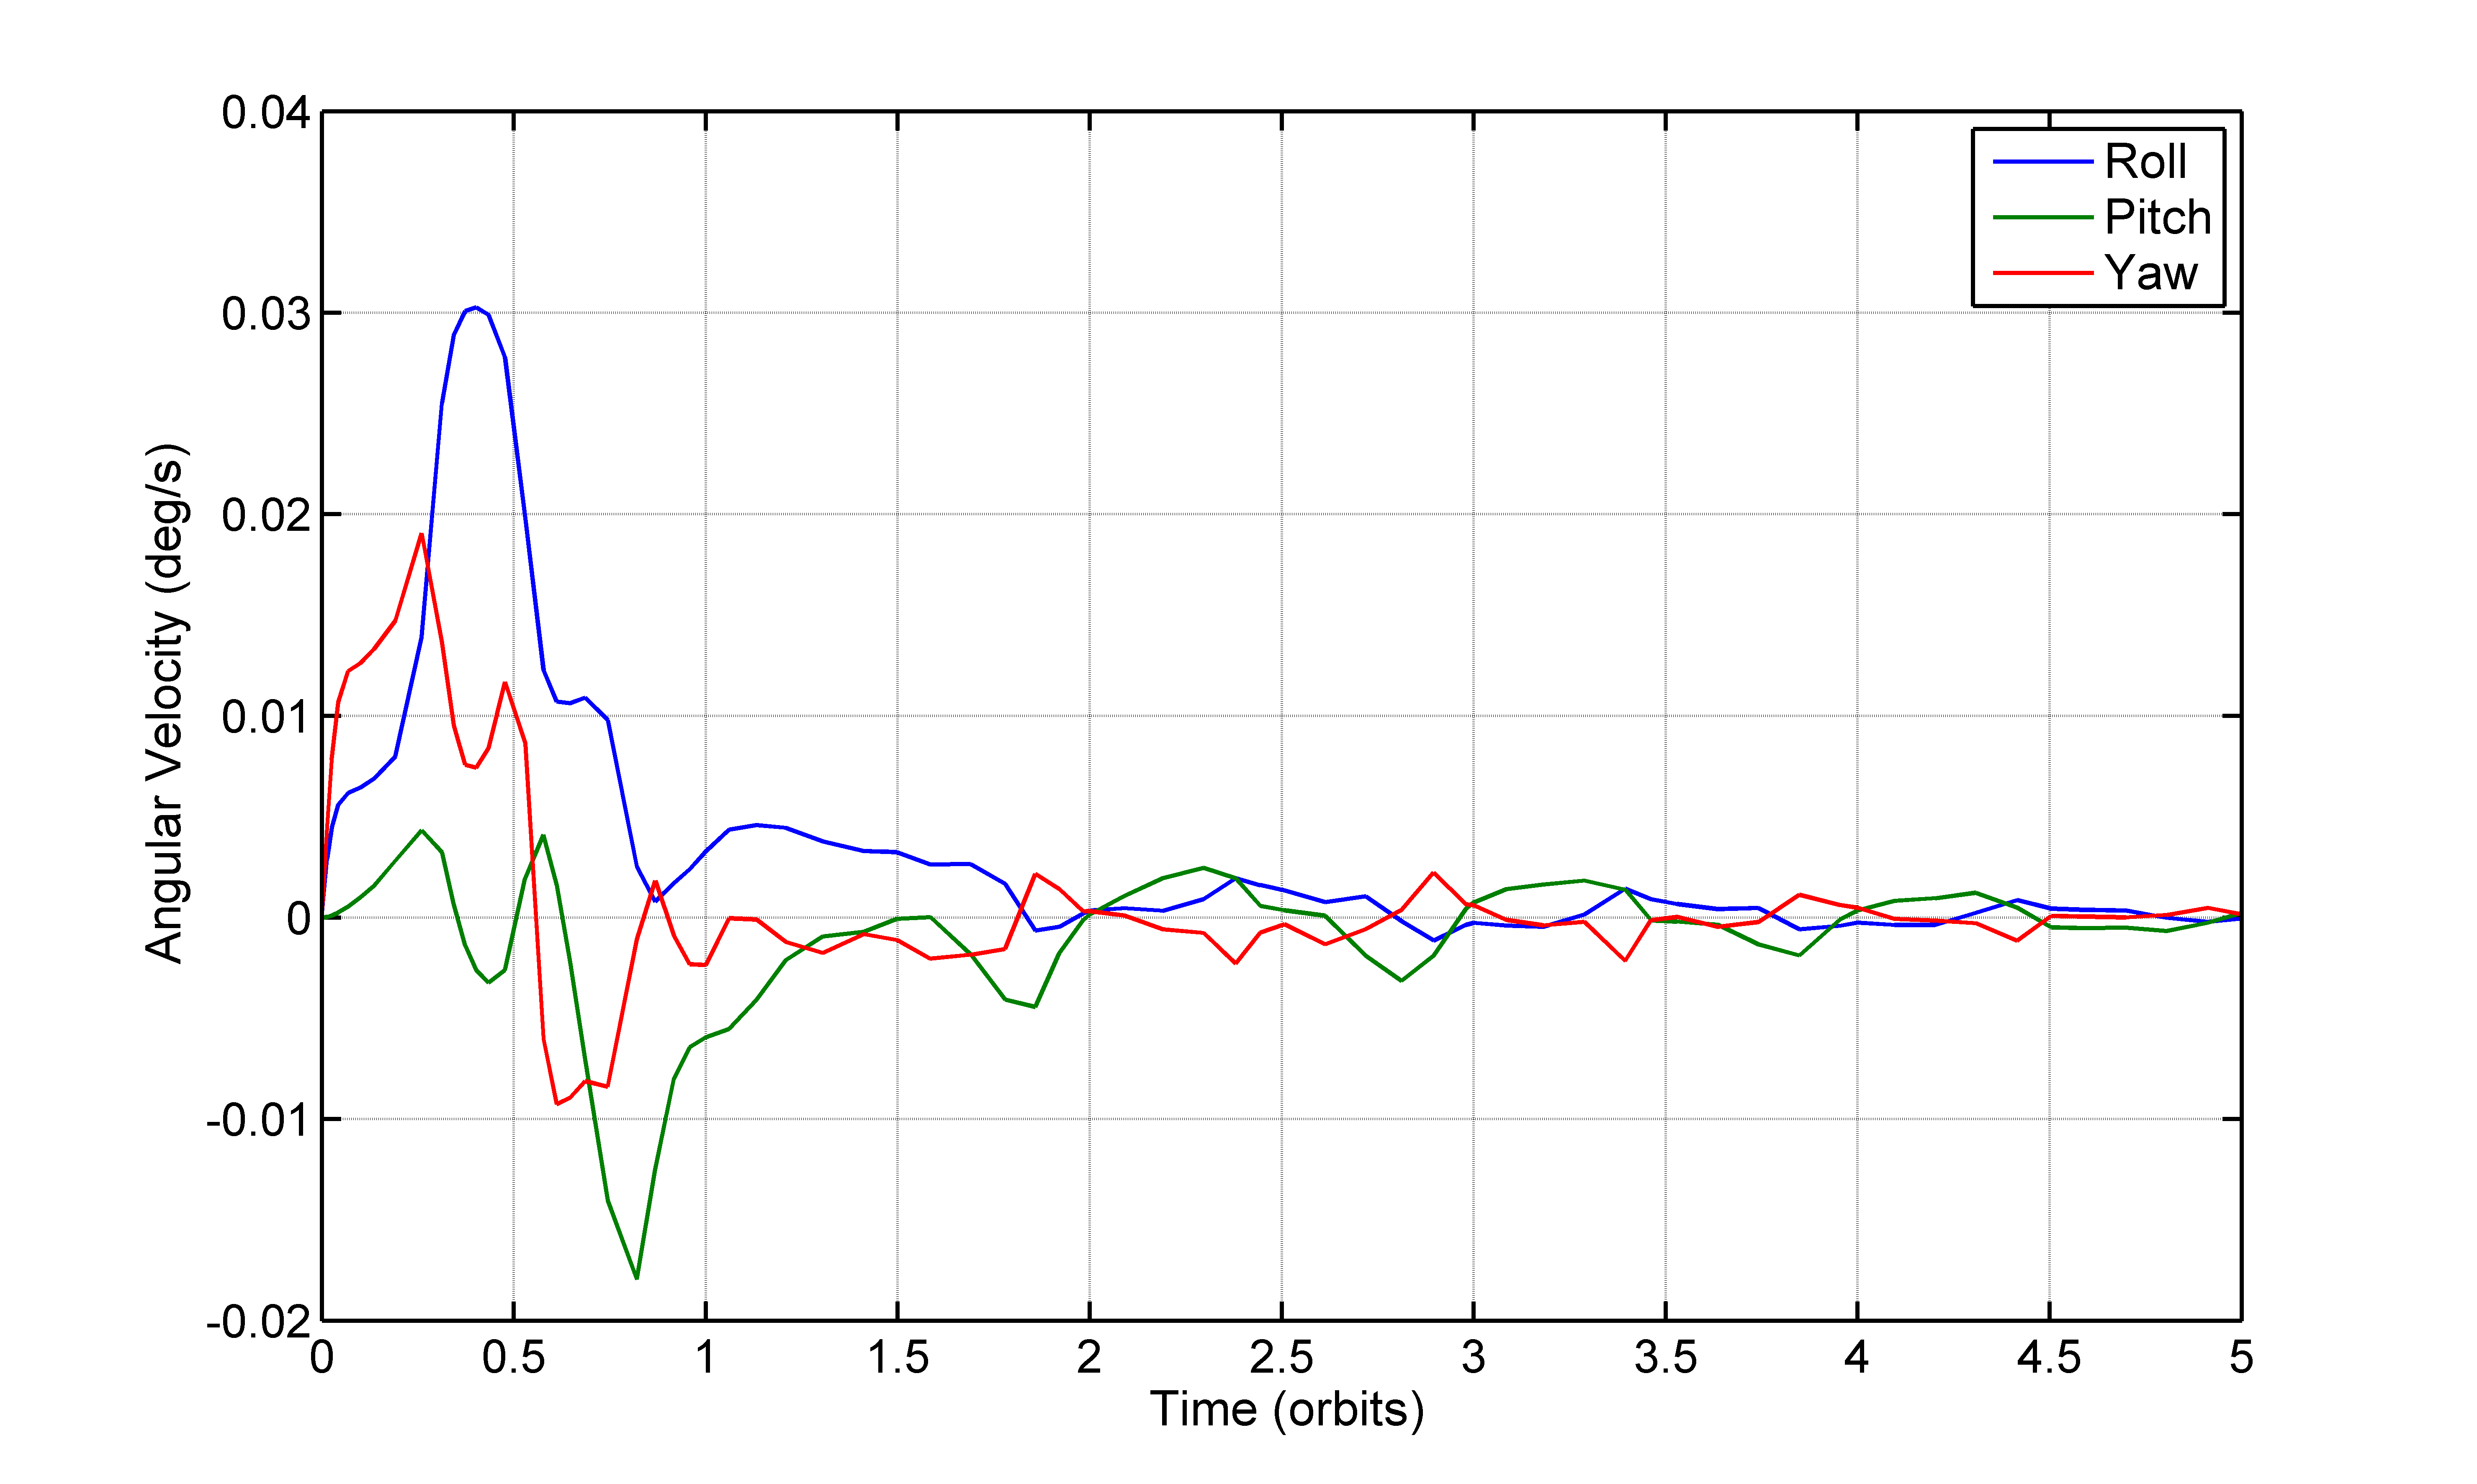 0.04
0.03
0.02
0.01
0
-0.01
-0.02
Angular Velocity (deg/s)
Roll
Pitch
Yaw
0 0.5 1 1.5 2 2.5 3 3.5 4 4.5 5
Time (orbits)